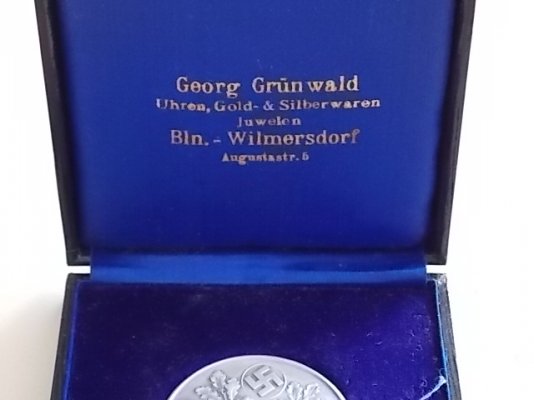 Georg Grünwald
Uhren, Gold- & Silberwaren
Juwelen
Bln. - Wilmersdorf
Augustastr. 5